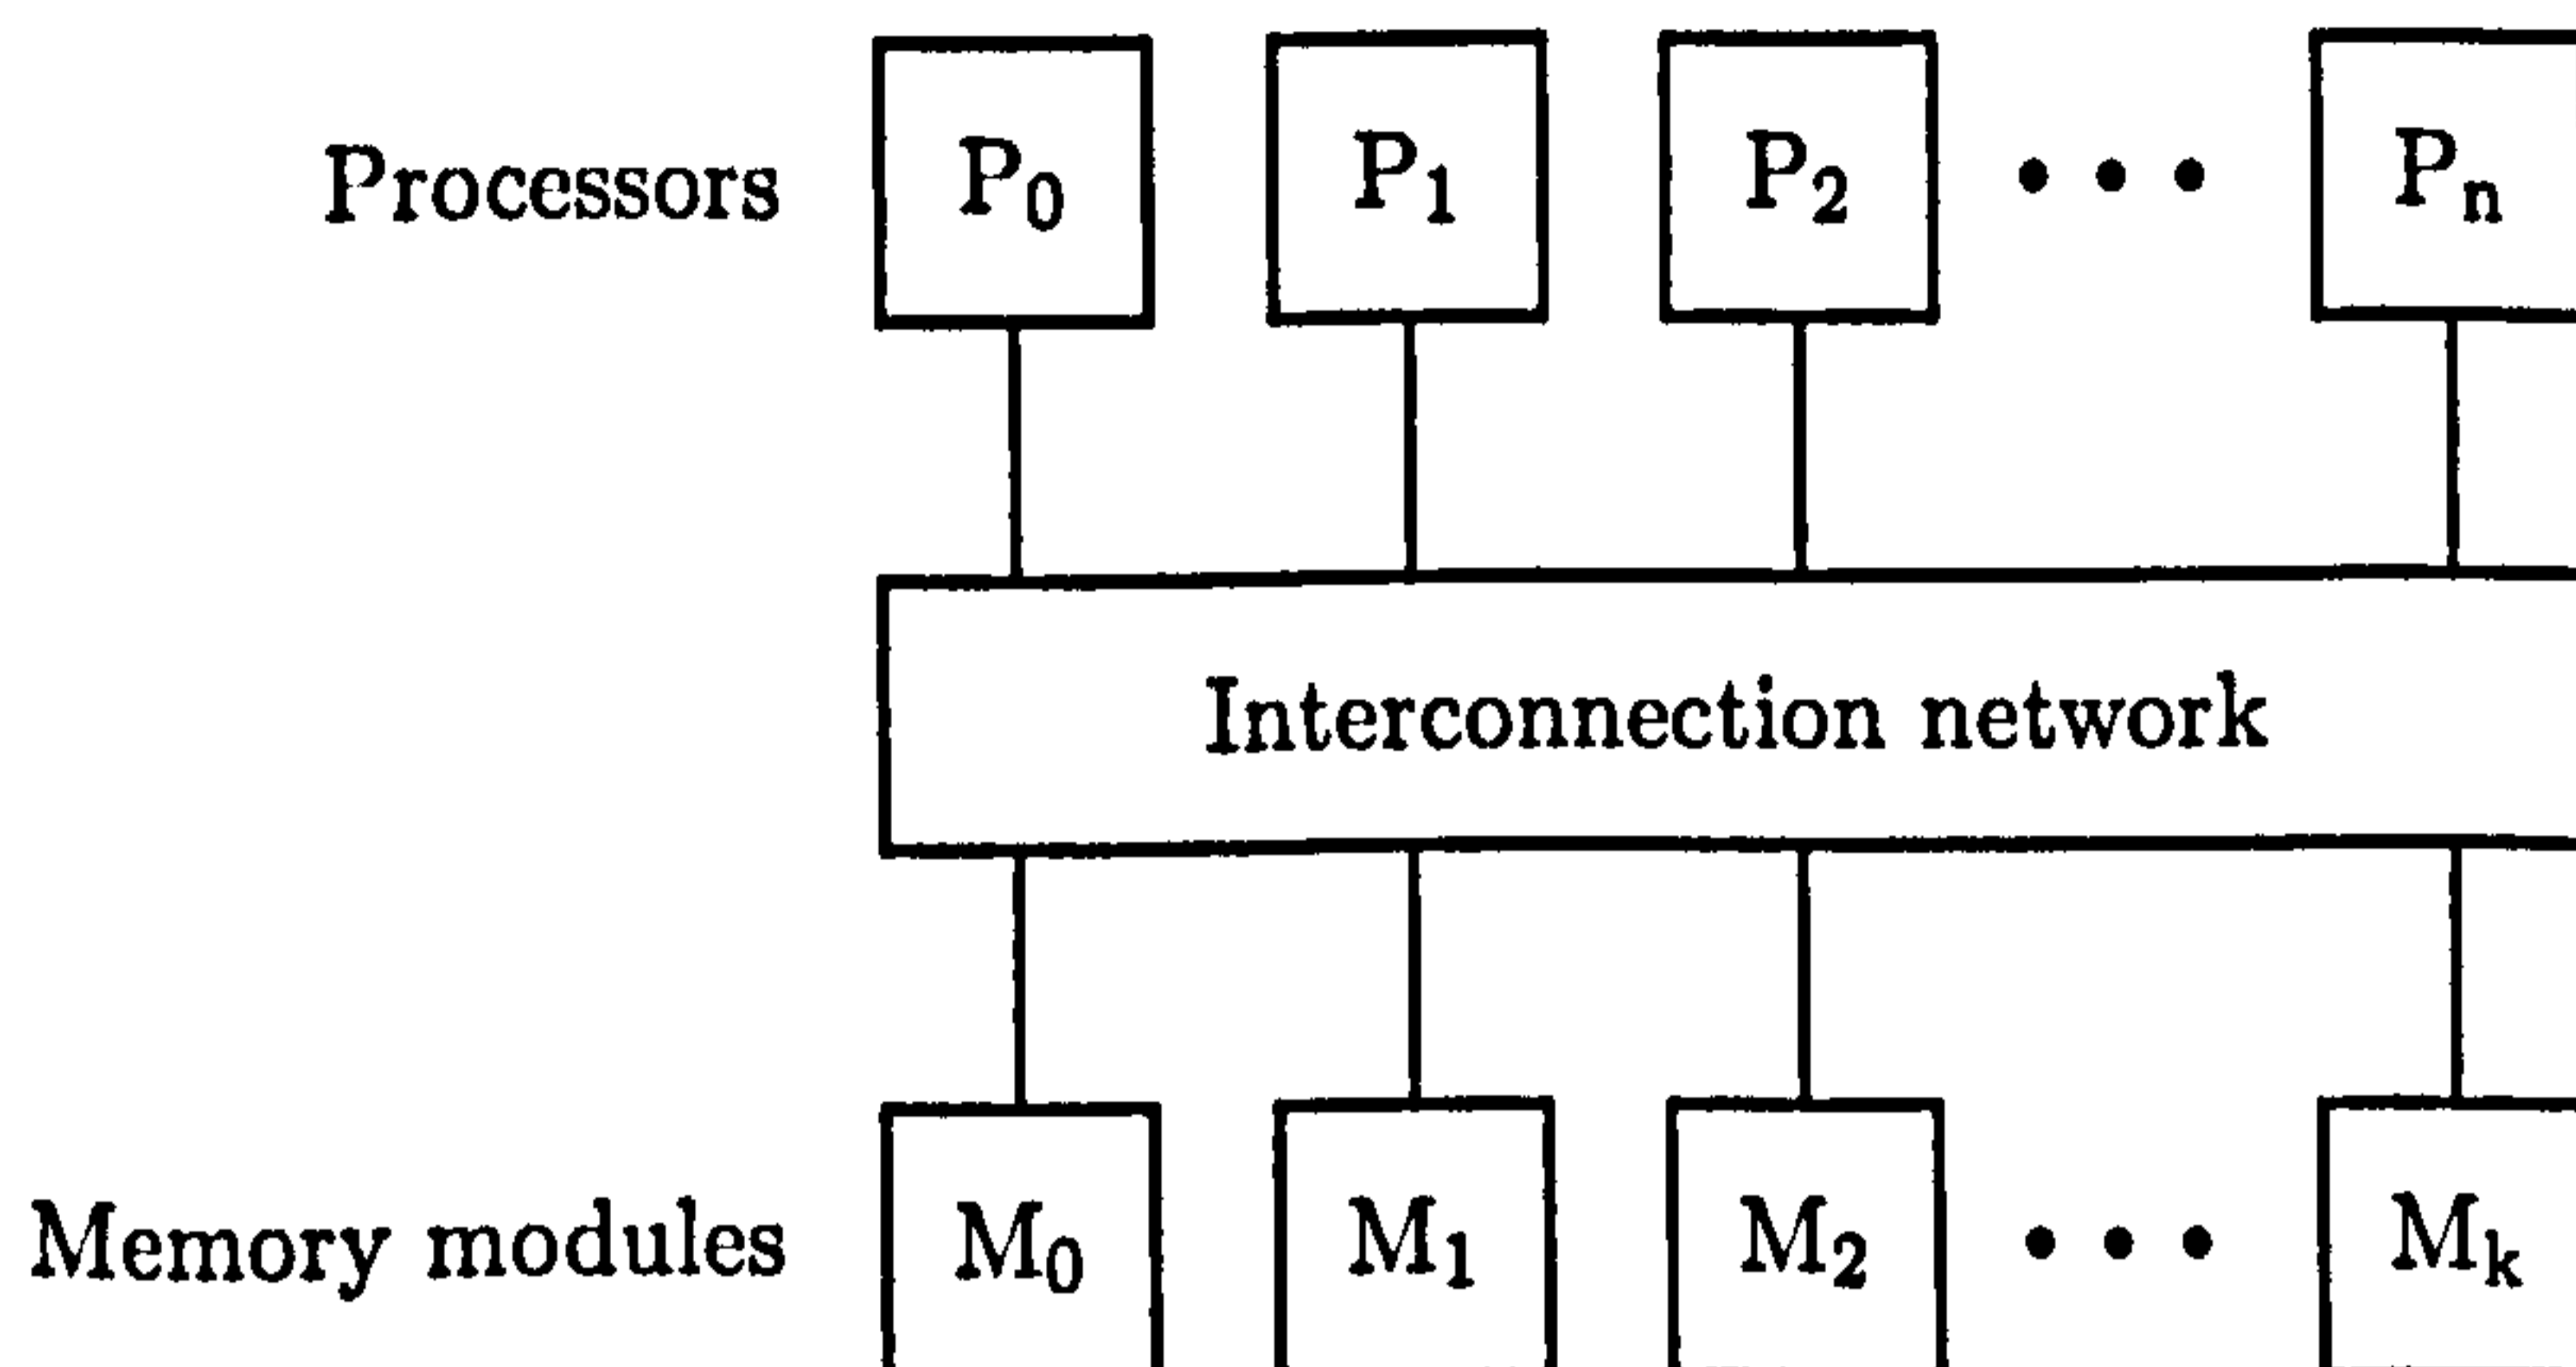 Processors P₀ P₁ P₂ • • • Pₙ
Interconnection network
Memory modules M₀ M₁ M₂ • • • Mₖ